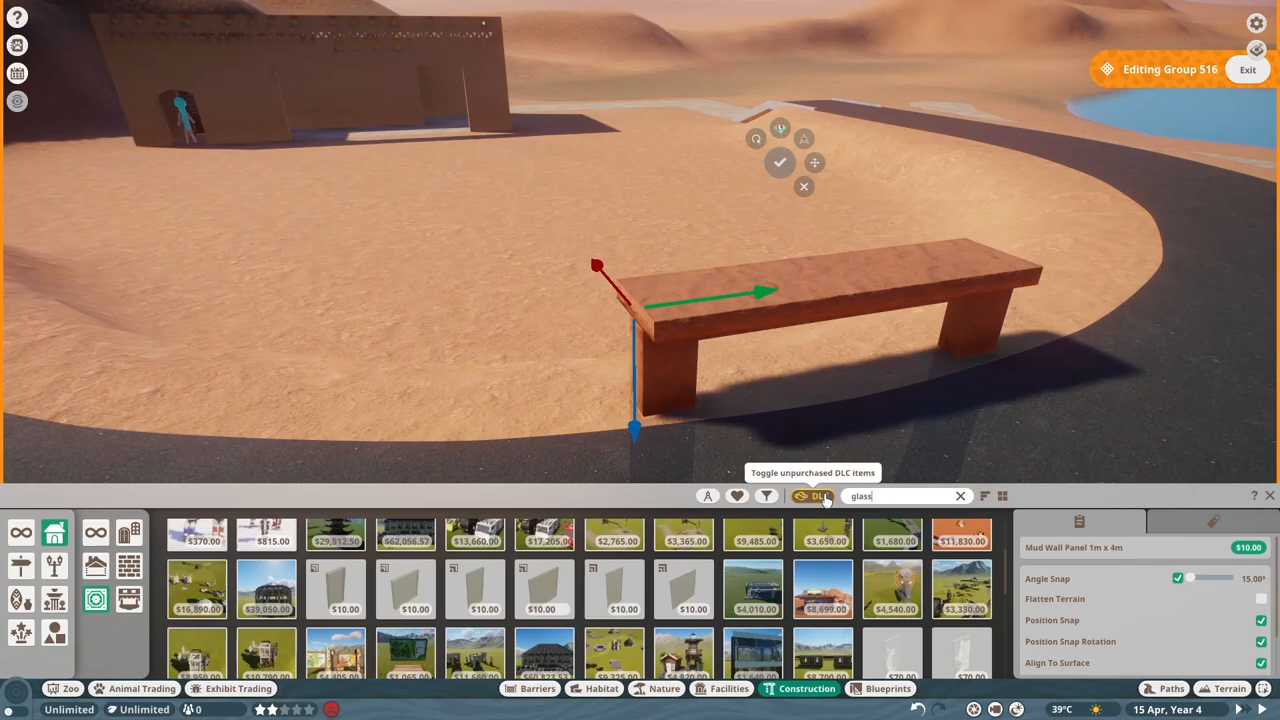 Editing Group 516
Exit
Toggle unpurchased DLC items
DL
glass
$370.00
$815.00
$29,512.50
$62,056.57
$13,660.00
$17,205.00
$2,765.00
$3,365.00
$9,485.00
$3,650.00
$1,680.00
$11,830.00
$16,890.00
$39,050.00
$10.00
$10.00
$10.00
$10.00
$10.00
$10.00
$4,010.00
$8,699.00
$4,540.00
$3,330.00
$70.00
$70.00
Mud Wall Panel 1m x 4m
$10.00
Angle Snap
15.00°
Flatten Terrain
Position Snap
Position Snap Rotation
Align To Surface
Zoo
Animal Trading
Exhibit Trading
Barriers
Habitat
Nature
Facilities
Construction
Blueprints
Paths
Terrain
Unlimited
Unlimited
0
39°C
15 Apr, Year 4